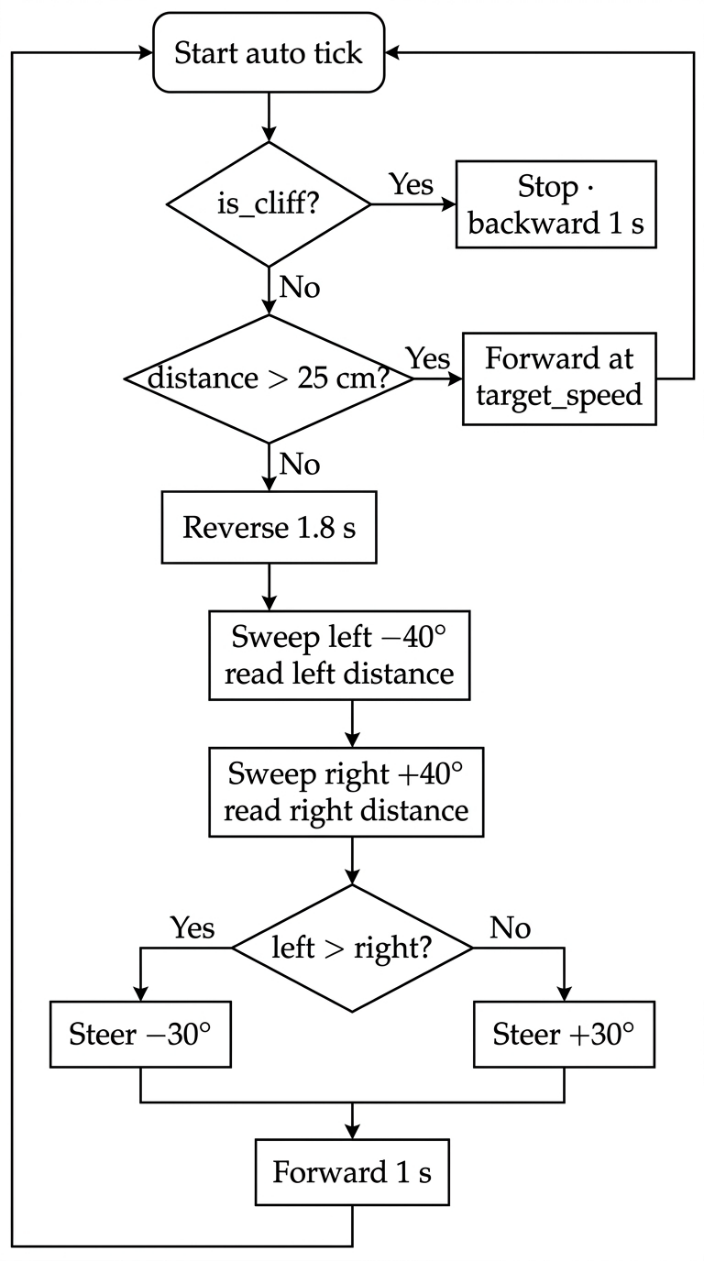 Start auto tick
is_cliff?
Yes
Stop ·
backward 1 s
No
distance > 25 cm?
Yes
Forward at
target_speed
No
Reverse 1.8 s
Sweep left −40°
read left distance
Sweep right +40°
read right distance
Yes
left > right?
No
Steer −30°
Steer +30°
Forward 1 s